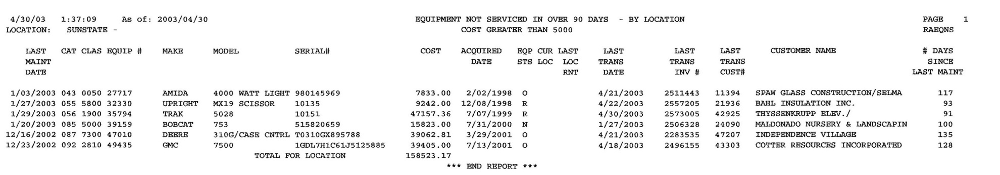 4/30/03 1:37:09 As of: 2003/04/30 EQUIPMENT NOT SERVICED IN OVER 90 DAYS - BY LOCATION PAGE 1
LOCATION: SUNSTATE - COST GREATER THAN 5000 RAEQNS
LAST CAT CLAS EQUIP # MAKE MODEL SERIAL# COST ACQUIRED EQP CUR LAST LAST LAST LAST CUSTOMER NAME # DAYS
MAINT DATE STS LOC LOC TRANS TRANS TRANS SINCE
DATE RNT DATE INV # CUST# LAST MAINT
1/03/2003 043 0050 27717 AMIDA 4000 WATT LIGHT 980145969 7833.00 2/02/1998 O 4/21/2003 2511443 11394 SPAW GLASS CONSTRUCTION/SELMA 117
1/27/2003 055 5800 32330 UPRIGHT MX19 SCISSOR 10135 9242.00 12/08/1998 R 4/22/2003 2557205 21936 BAHL INSULATION INC. 93
1/29/2003 056 1900 35794 TRAK 5028 10151 47157.36 7/07/1999 R 4/30/2003 2573005 42925 THYSSENKRUPP ELEV./ 91
1/20/2003 085 5000 39159 BOBCAT 753 515820659 15823.00 7/31/2000 N 1/27/2003 2506328 24090 MALDONADO NURSERY & LANDSCAPIN 100
12/16/2002 087 7300 47010 DEERE 310G/CASE CNTRL T0310GX895788 39062.81 3/29/2001 O 4/21/2003 2283535 47207 INDEPENDENCE VILLAGE 135
12/23/2002 092 2810 49435 GMC 7500 1GDL7H1C61J5125885 39405.00 7/13/2001 O 4/18/2003 2496155 43303 COTTER RESOURCES INCORPORATED 128
TOTAL FOR LOCATION 158523.17
*** END REPORT ***